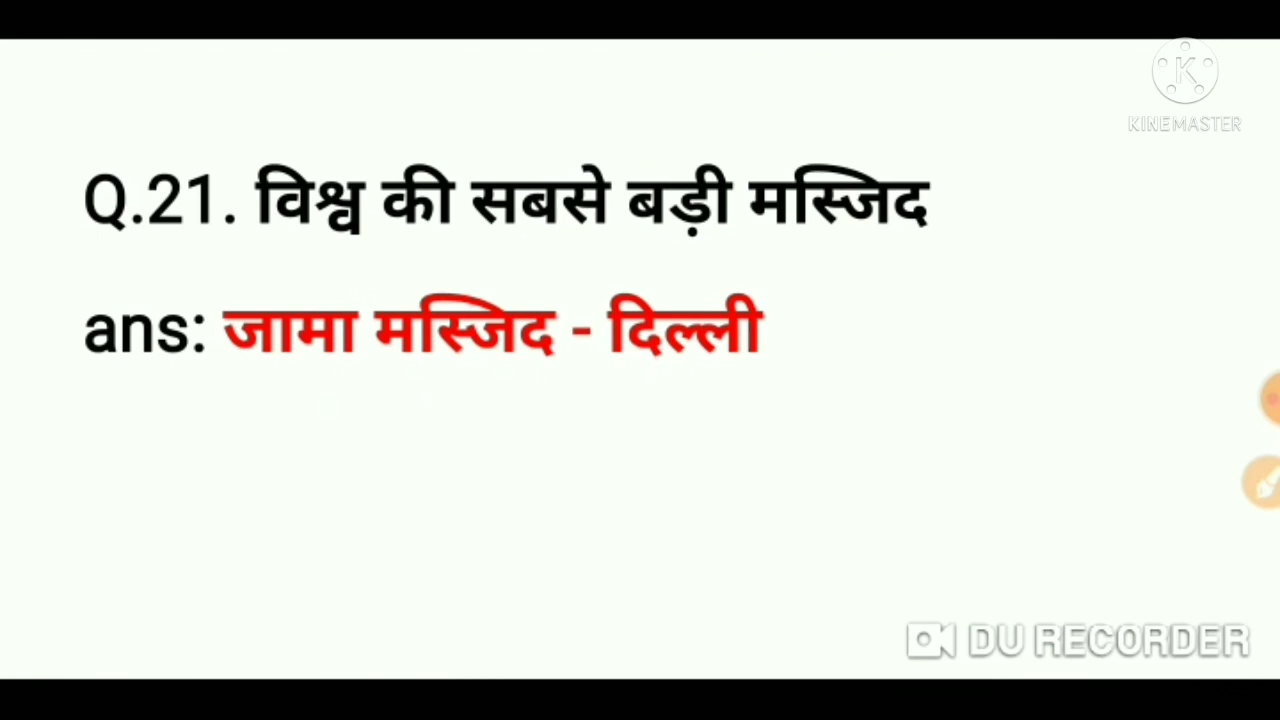 KINEMASTER
Q.21. विश्व की सबसे बड़ी मस्जिद
ans: जामा मस्जिद - दिल्ली
DU RECORDER